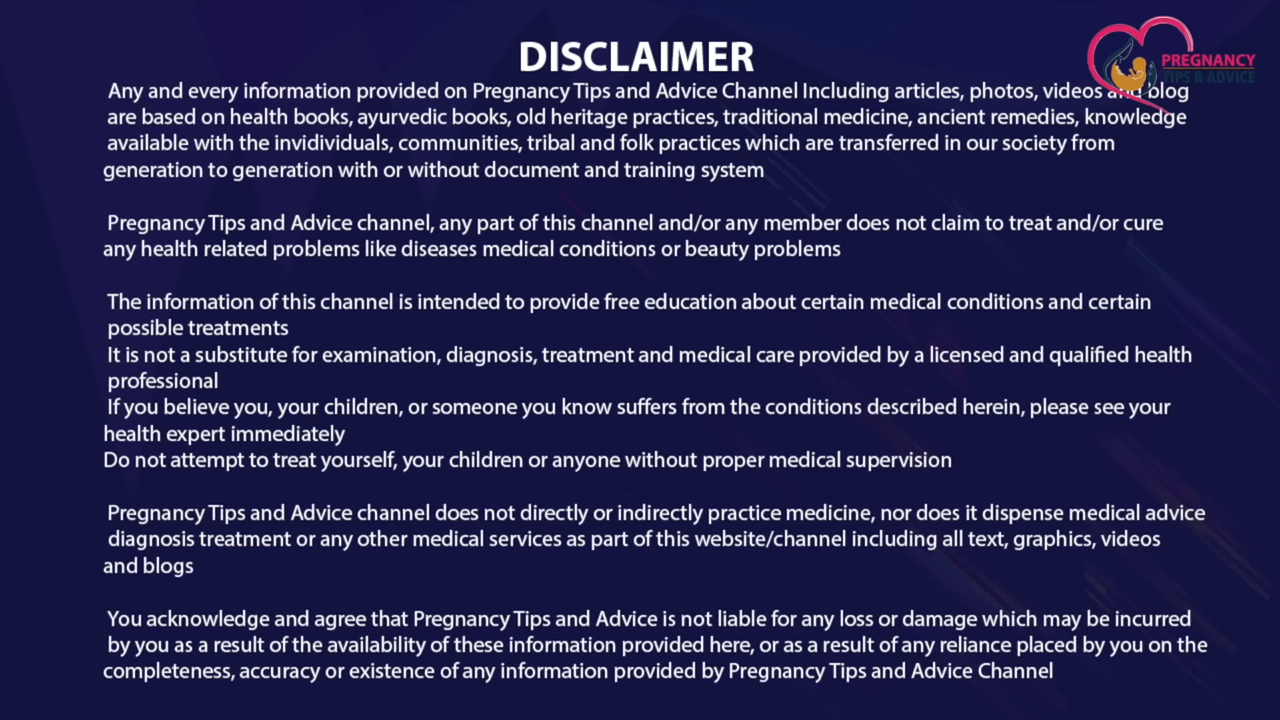 DISCLAIMER
PREGNANCY
TIPS & ADVICE
Any and every information provided on Pregnancy Tips and Advice Channel Including articles, photos, videos and blog
are based on health books, ayurvedic books, old heritage practices, traditional medicine, ancient remedies, knowledge
available with the invidividuals, communities, tribal and folk practices which are transferred in our society from
generation to generation with or without document and training system
Pregnancy Tips and Advice channel, any part of this channel and/or any member does not claim to treat and/or cure
any health related problems like diseases medical conditions or beauty problems
The information of this channel is intended to provide free education about certain medical conditions and certain
possible treatments
It is not a substitute for examination, diagnosis, treatment and medical care provided by a licensed and qualified health
professional
If you believe you, your children, or someone you know suffers from the conditions described herein, please see your
health expert immediately
Do not attempt to treat yourself, your children or anyone without proper medical supervision
Pregnancy Tips and Advice channel does not directly or indirectly practice medicine, nor does it dispense medical advice
diagnosis treatment or any other medical services as part of this website/channel including all text, graphics, videos
and blogs
You acknowledge and agree that Pregnancy Tips and Advice is not liable for any loss or damage which may be incurred
by you as a result of the availability of these information provided here, or as a result of any reliance placed by you on the
completeness, accuracy or existence of any information provided by Pregnancy Tips and Advice Channel